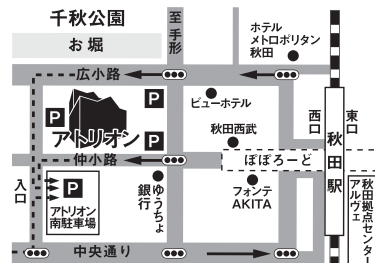 千秋公園
お堀
至手形
ホテル
メトロポリタン
秋田
広小路
P
P
ビューホテル
アトリオン
P
秋田西武
西口
東口
秋田駅
仲小路
ぽぽろーど
入口
P
アトリオン
南駐車場
ゆうちょ
銀行
フォンテ
AKITA
秋田拠点センター
アルヴェ
中央通り